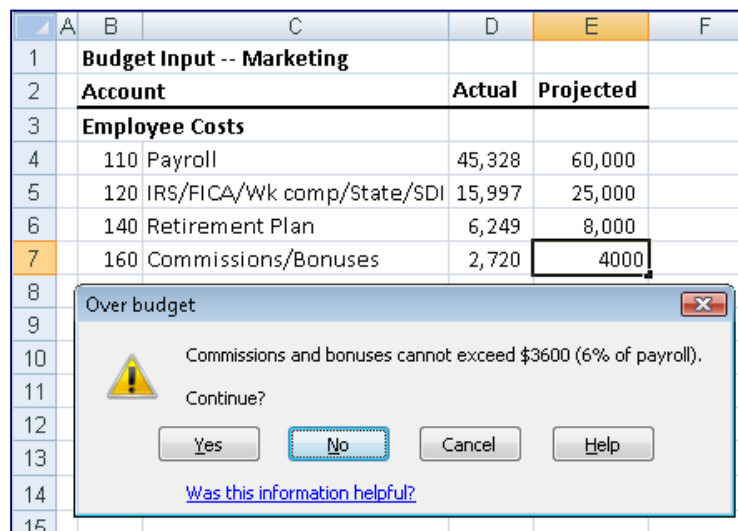 A B C D E F
1 Budget Input -- Marketing
2 Account Actual Projected
3 Employee Costs
4 110 Payroll 45,328 60,000
5 120 IRS/FICA/Wk comp/State/SDI 15,997 25,000
6 140 Retirement Plan 6,249 8,000
7 160 Commissions/Bonuses 2,720 4000
8
Over budget
9
10 Commissions and bonuses cannot exceed $3600 (6% of payroll).
11 Continue?
12
Yes No Cancel Help
13
14 Was this information helpful?
15